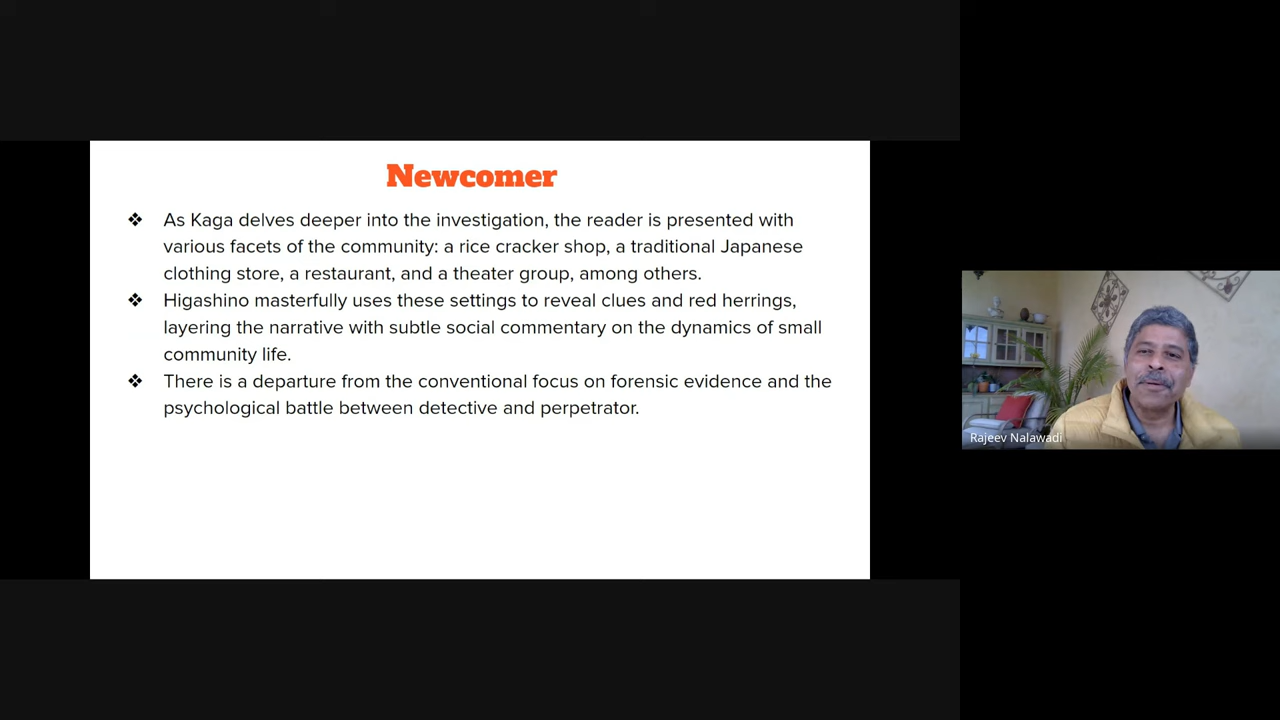 Newcomer
❖ As Kaga delves deeper into the investigation, the reader is presented with
various facets of the community: a rice cracker shop, a traditional Japanese
clothing store, a restaurant, and a theater group, among others.
❖ Higashino masterfully uses these settings to reveal clues and red herrings,
layering the narrative with subtle social commentary on the dynamics of small
community life.
❖ There is a departure from the conventional focus on forensic evidence and the
psychological battle between detective and perpetrator.
Rajeev Nalawadi